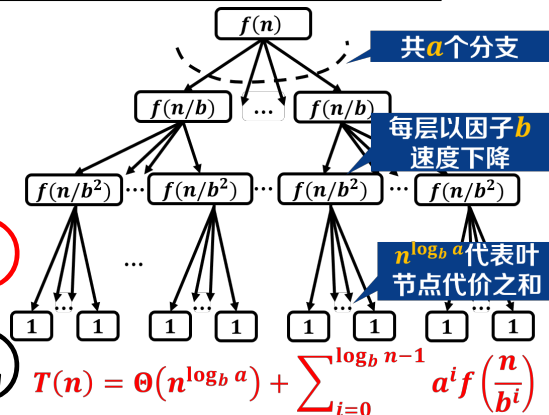 f(n)
共a个分支
f(n/b) ... f(n/b)
每层以因子b
速度下降
f(n/b²) ... f(n/b²) ... f(n/b²) ... f(n/b²)
n^{log_b a}代表叶
节点代价之和
...
... ... ... ...
1 1 1 1 1 1 1 1
T(n) = Θ(n^{log_b a}) + ∑_{i=0}^{log_b n−1} a^i f(n/b^i)